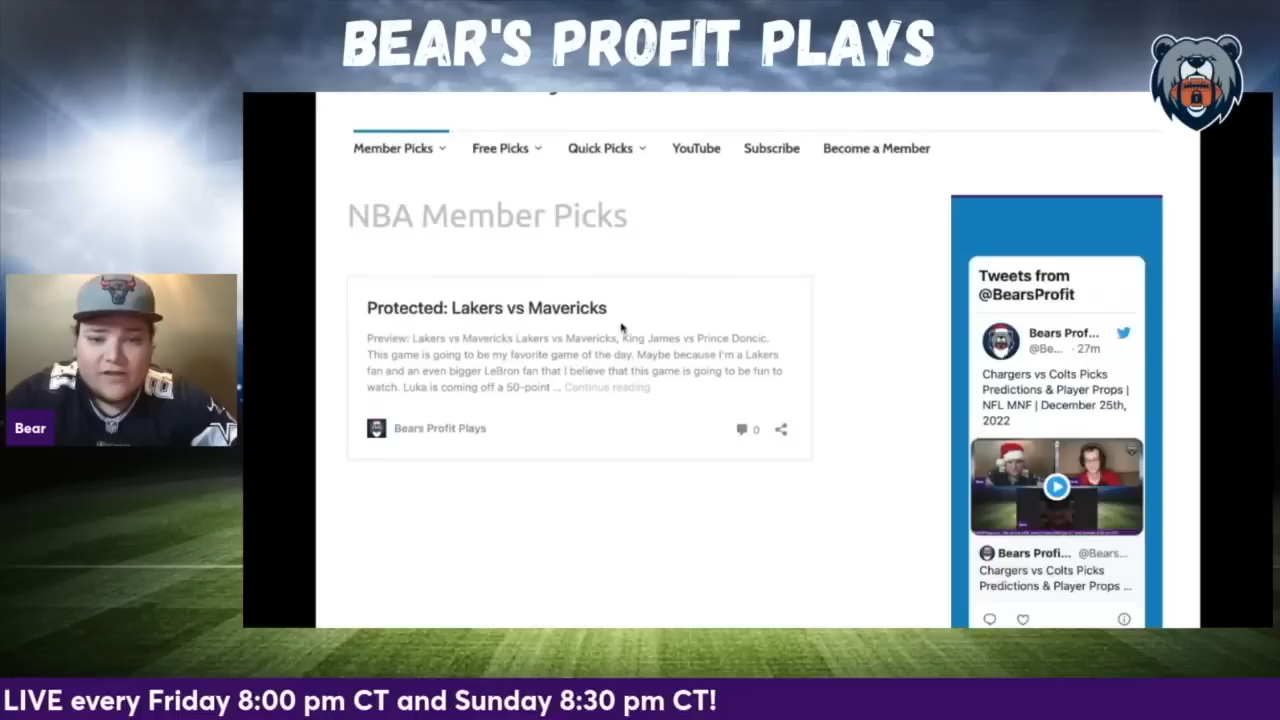 BEAR'S PROFIT PLAYS
Member Picks
Free Picks
Quick Picks
YouTube
Subscribe
Become a Member
NBA Member Picks
Protected: Lakers vs Mavericks
Preview: Lakers vs Mavericks Lakers vs Mavericks, King James vs Prince Doncic.
This game is going to be my favorite game of the day. Maybe because I'm a Lakers
fan and an even bigger LeBron fan that I believe that this game is going to be fun to
watch. Luka is coming off a 50-point ... Continue reading
Bears Profit Plays
0
Tweets from
@BearsProfit
Bears Prof...
@Be... · 27m
Chargers vs Colts Picks
Predictions & Player Props |
NFL MNF | December 25th,
2022
Bears Profi... @Bears...
Chargers vs Colts Picks
Predictions & Player Props ...
Bear
LIVE every Friday 8:00 pm CT and Sunday 8:30 pm CT!